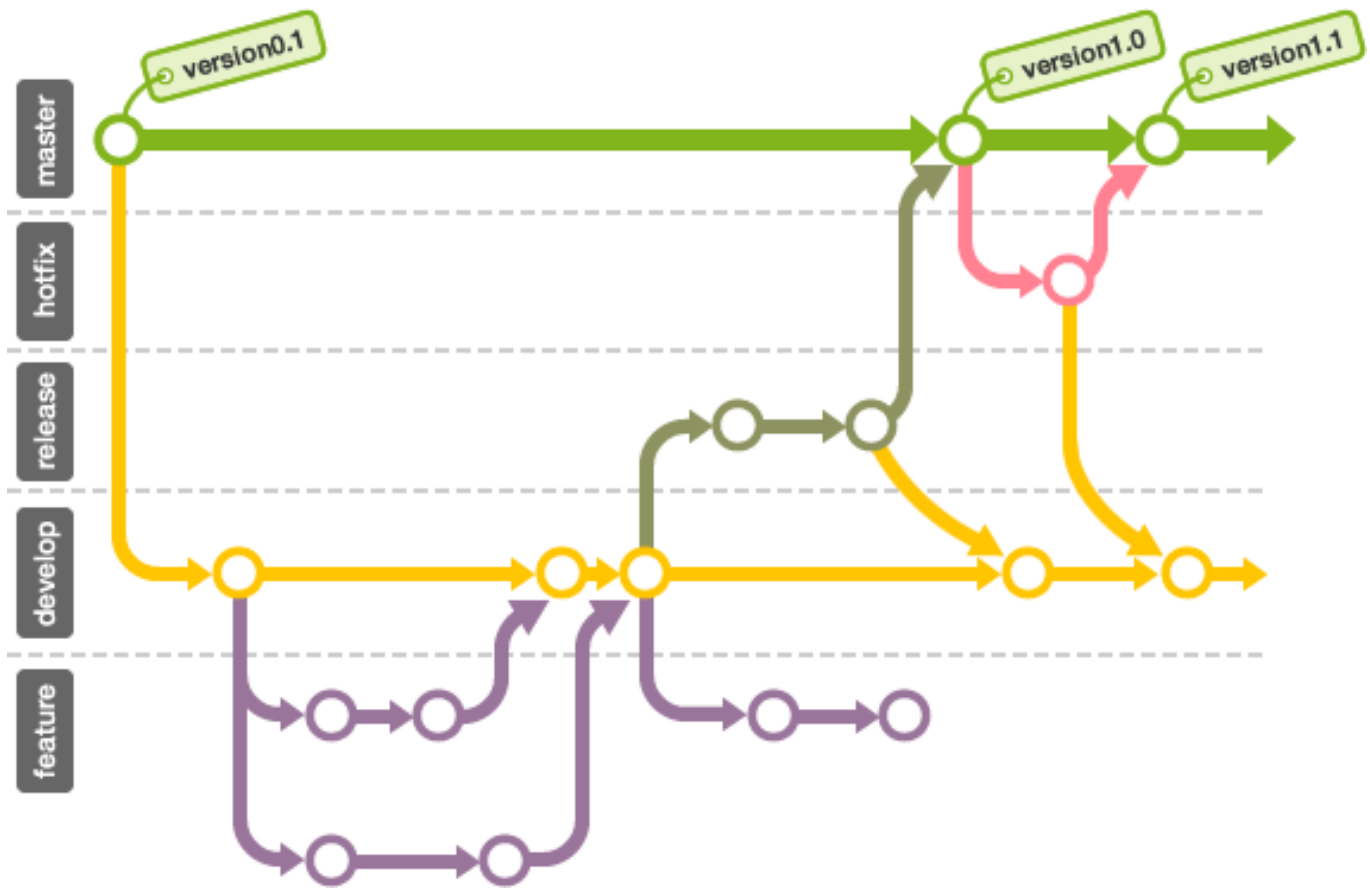 version0.1
version1.0
version1.1
master
hotfix
release
develop
feature